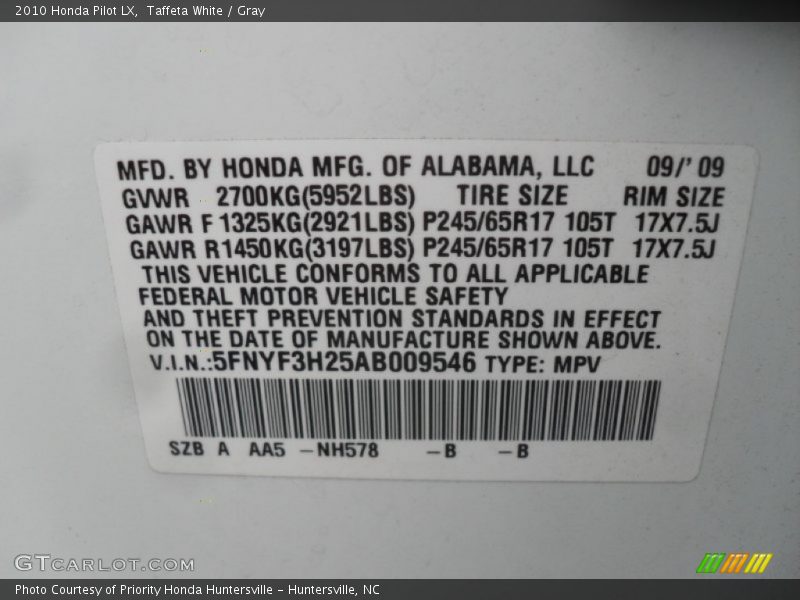 2010 Honda Pilot LX,  Taffeta White / Gray
MFD. BY HONDA MFG. OF ALABAMA, LLC 09/'09
GVWR 2700KG(5952LBS) TIRE SIZE RIM SIZE
GAWR F 1325KG(2921LBS) P245/65R17 105T 17X7.5J
GAWR R 1450KG(3197LBS) P245/65R17 105T 17X7.5J
THIS VEHICLE CONFORMS TO ALL APPLICABLE
FEDERAL MOTOR VEHICLE SAFETY
AND THEFT PREVENTION STANDARDS IN EFFECT
ON THE DATE OF MANUFACTURE SHOWN ABOVE.
V.I.N.:5FNYF3H25AB009546 TYPE: MPV
SZB A AA5 -NH578 -B -B
GTCARLOT.COM
Photo Courtesy of Priority Honda Huntersville - Huntersville, NC